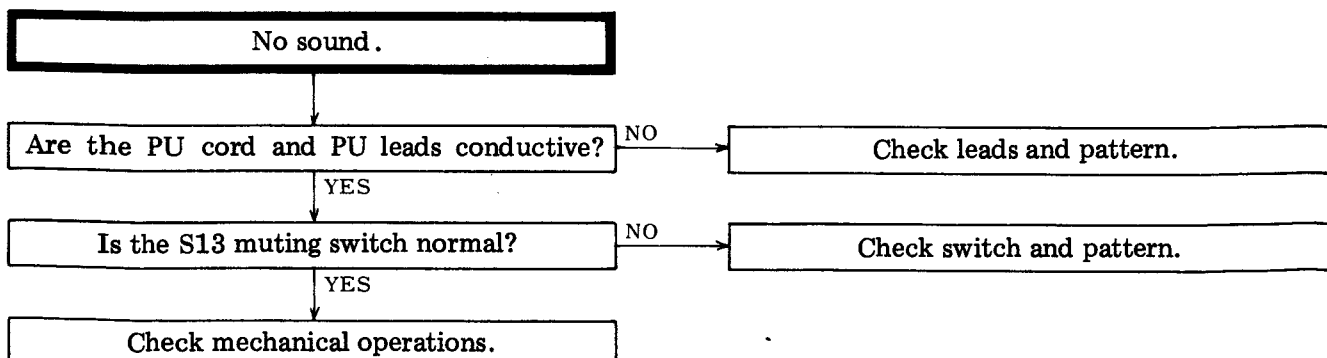 No sound.
Are the PU cord and PU leads conductive?
NO
Check leads and pattern.
YES
Is the S13 muting switch normal?
NO
Check switch and pattern.
YES
Check mechanical operations.